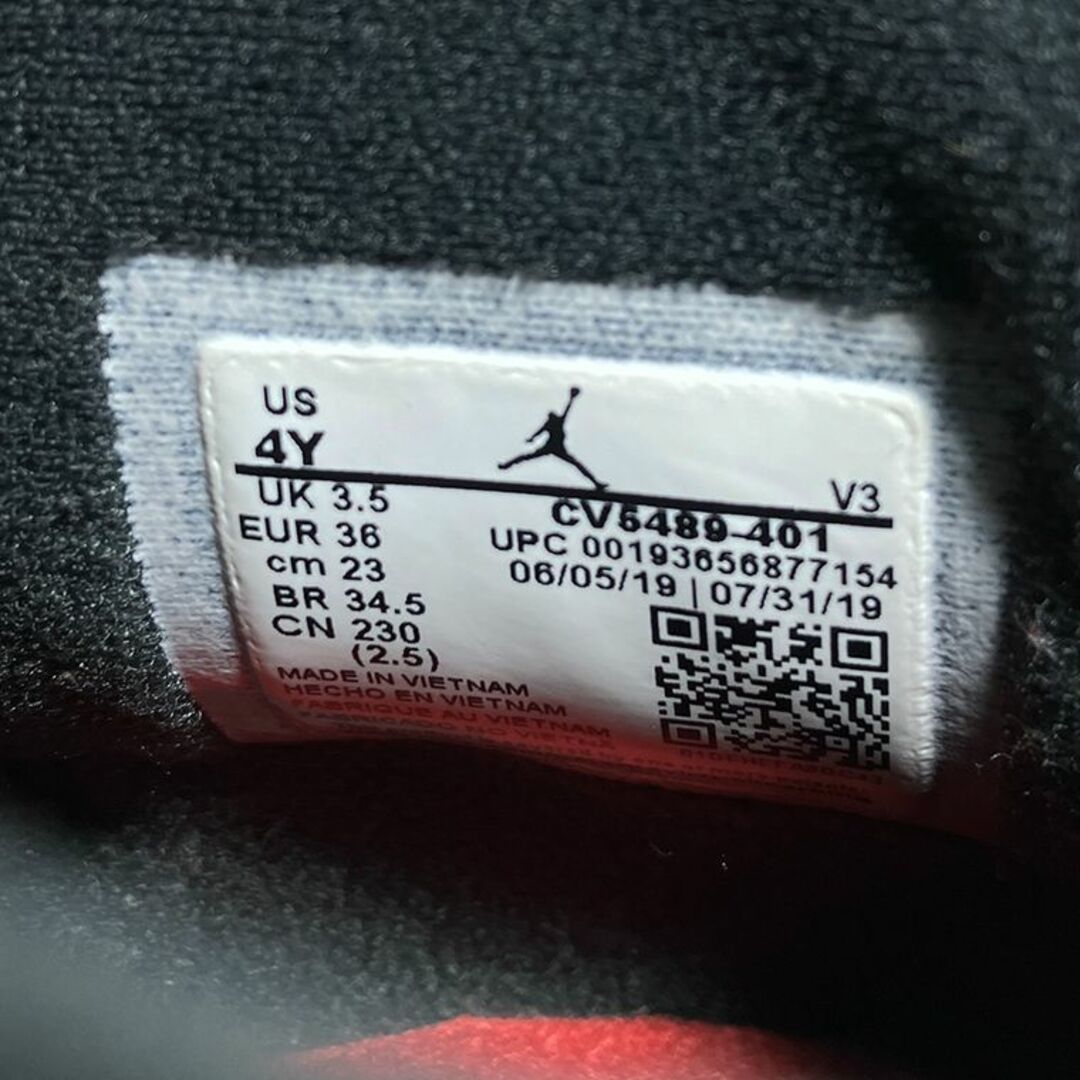 US
4Y
V3
UK 3.5
CV5489-401
EUR 36
UPC 00193656877154
cm 23
06/05/19 | 07/31/19
BR 34.5
CN 230
(2.5)
MADE IN VIETNAM
HECHO EN VIETNAM
FABRIQUE AU VIETNAM